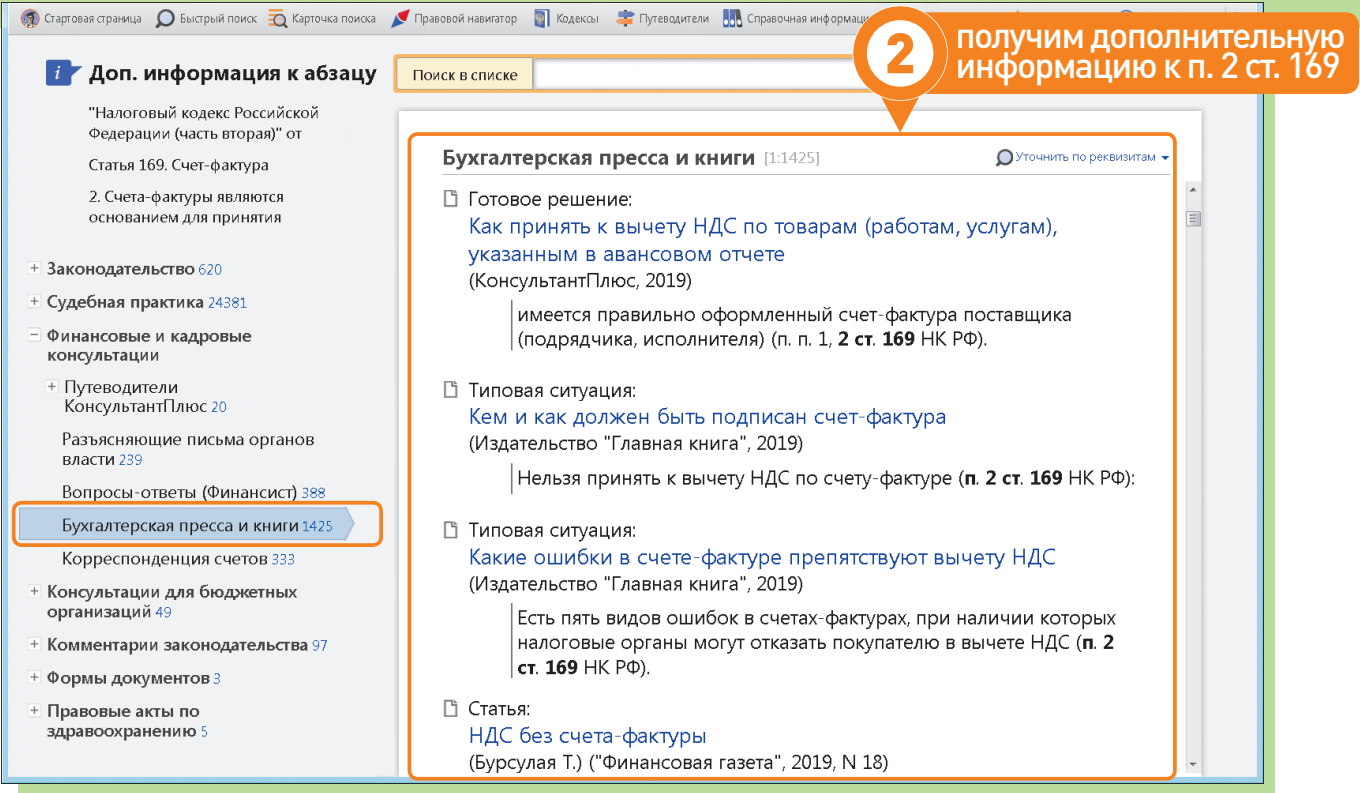 Стартовая страница Быстрый поиск Карточка поиска Правовой навигатор Кодексы Путеводители Справочная
2
получим дополнительную
информацию к п. 2 ст. 169
i Доп. информация к абзацу
"Налоговый кодекс Российской
Федерации (часть вторая)" от
Статья 169. Счет-фактура
2. Счета-фактуры являются
основанием для принятия
+ Законодательство 620
+ Судебная практика 24381
− Финансовые и кадровые
консультации
+ Путеводители
КонсультантПлюс 20
Разъясняющие письма органов
власти 239
Вопросы-ответы (Финансист) 388
Бухгалтерская пресса и книги 1425
Корреспонденция счетов 333
+ Консультации для бюджетных
организаций 49
+ Комментарии законодательства 97
+ Формы документов 3
+ Правовые акты по
здравоохранению 5
Поиск в списке
Бухгалтерская пресса и книги [1:1425] Уточнить по реквизитам
Готовое решение:
Как принять к вычету НДС по товарам (работам, услугам),
указанным в авансовом отчете
(КонсультантПлюс, 2019)
имеется правильно оформленный счет-фактура поставщика
(подрядчика, исполнителя) (п. п. 1, 2 ст. 169 НК РФ).
Типовая ситуация:
Кем и как должен быть подписан счет-фактура
(Издательство "Главная книга", 2019)
Нельзя принять к вычету НДС по счету-фактуре (п. 2 ст. 169 НК РФ):
Типовая ситуация:
Какие ошибки в счете-фактуре препятствуют вычету НДС
(Издательство "Главная книга", 2019)
Есть пять видов ошибок в счетах-фактурах, при наличии которых
налоговые органы могут отказать покупателю в вычете НДС (п. 2
ст. 169 НК РФ).
Статья:
НДС без счета-фактуры
(Бурсулая Т.) ("Финансовая газета", 2019, N 18)